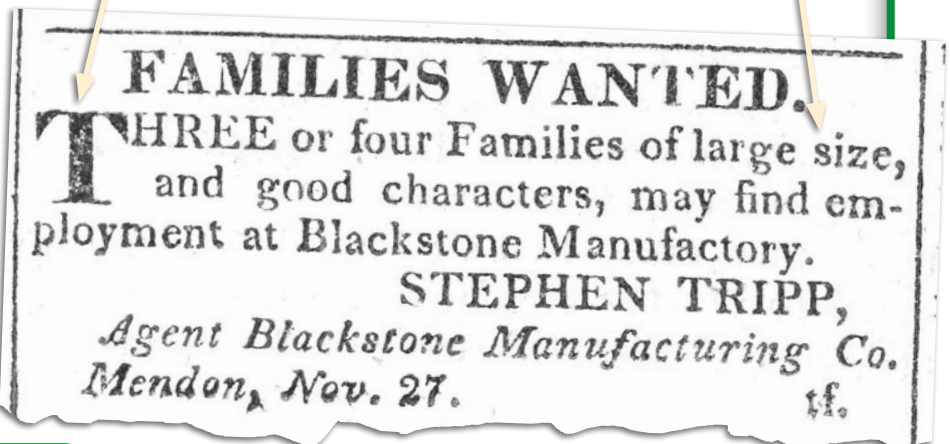 FAMILIES WANTED.
THREE or four Families of large size,
and good characters, may find em-
ployment at Blackstone Manufactory.
STEPHEN TRIPP,
Agent Blackstone Manufacturing Co.
Mendon, Nov. 27. tf.